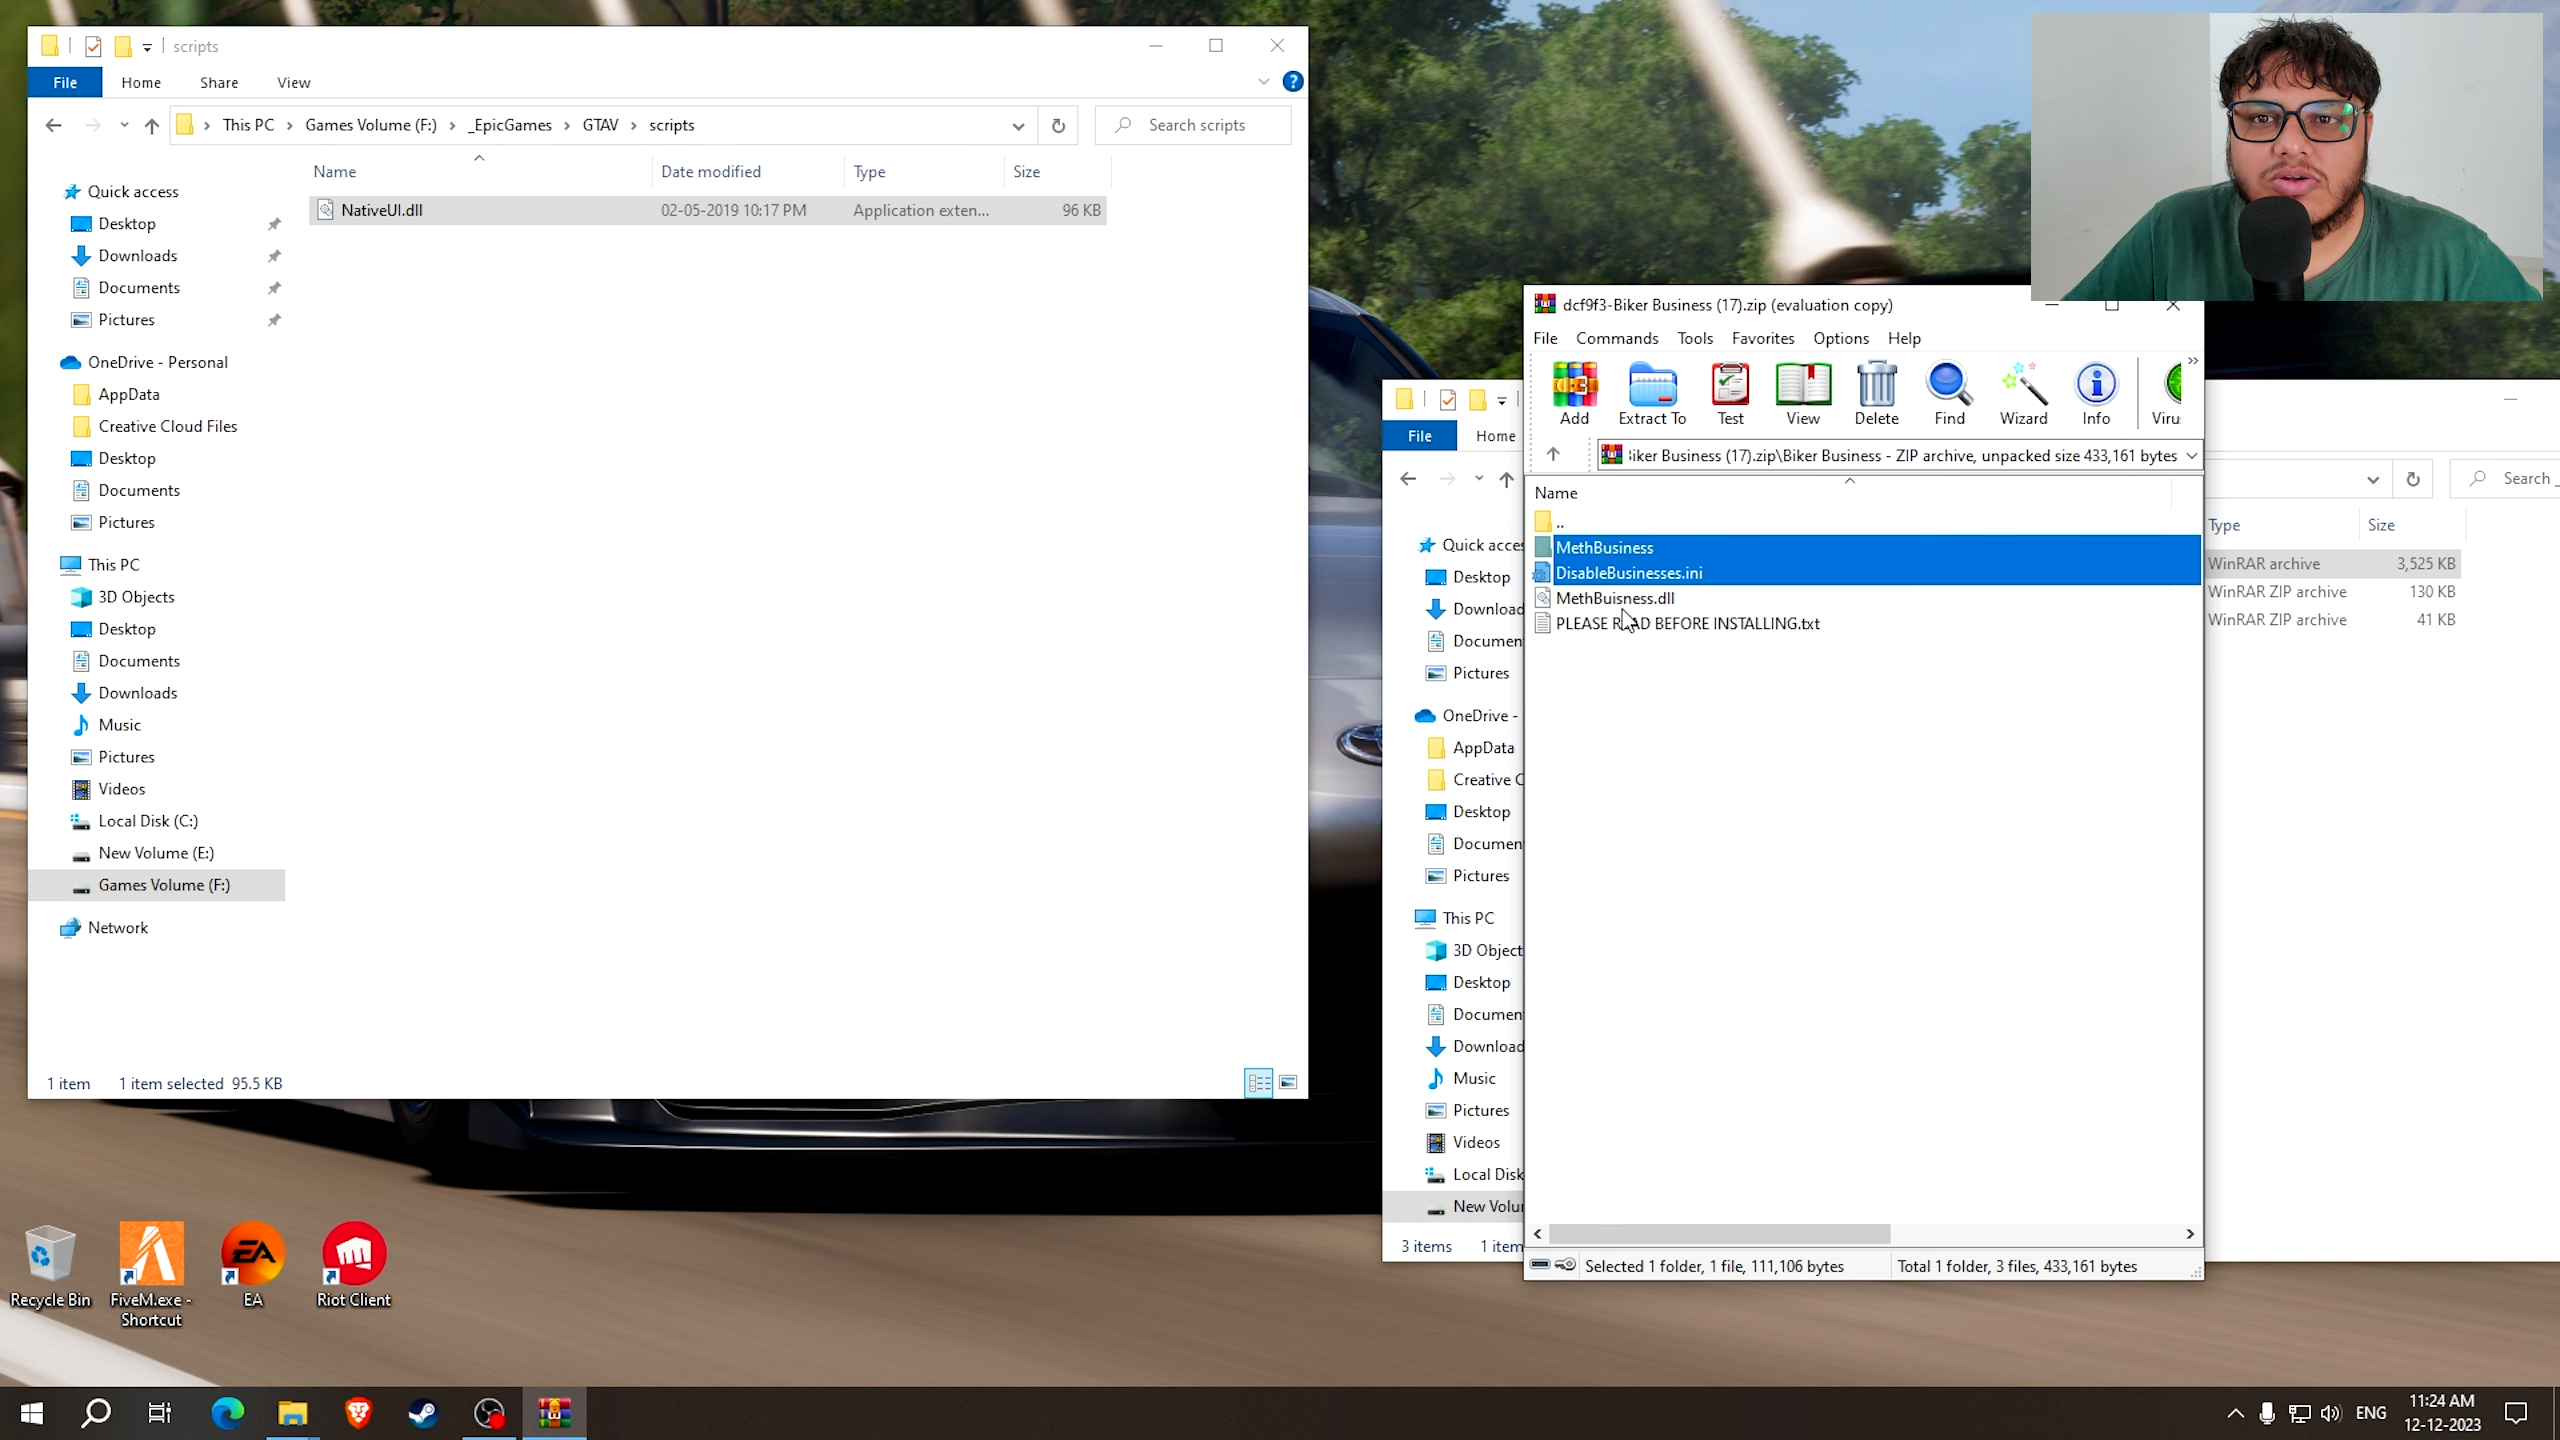 scripts
File Home Share View
This PC Games Volume (F:) _EpicGames GTAV scripts
Search scripts
Name Date modified Type Size
NativeUI.dll 02-05-2019 10:17 PM Application exten... 96 KB
Quick access
Desktop
Downloads
Documents
Pictures
OneDrive - Personal
AppData
Creative Cloud Files
Desktop
Documents
Pictures
This PC
3D Objects
Desktop
Documents
Downloads
Music
Pictures
Videos
Local Disk (C:)
New Volume (E:)
Games Volume (F:)
Network
1 item 1 item selected 95.5 KB
dcf9f3-Biker Business (17).zip (evaluation copy)
File Commands Tools Favorites Options Help
Add Extract To Test View Delete Find Wizard Info Viru
iker Business (17).zip\Biker Business - ZIP archive, unpacked size 433,161 bytes
Name
..
MethBusiness
DisableBusinesses.ini
MethBuisness.dll
PLEASE READ BEFORE INSTALLING.txt
Selected 1 folder, 1 file, 111,106 bytes
Total 1 folder, 3 files, 433,161 bytes
File Home
Search _
Type Size
WinRAR archive 3,525 KB
WinRAR ZIP archive 130 KB
WinRAR ZIP archive 41 KB
Quick acces
Desktop
Download
Documen
Pictures
OneDrive -
AppData
Creative C
Desktop
Documen
Pictures
This PC
3D Object
Desktop
Documen
Download
Music
Pictures
Videos
Local Disk
New Volu
3 items 1 item
Recycle Bin
FiveM.exe - Shortcut
EA
EA
Riot Client
ENG
11:24 AM
12-12-2023